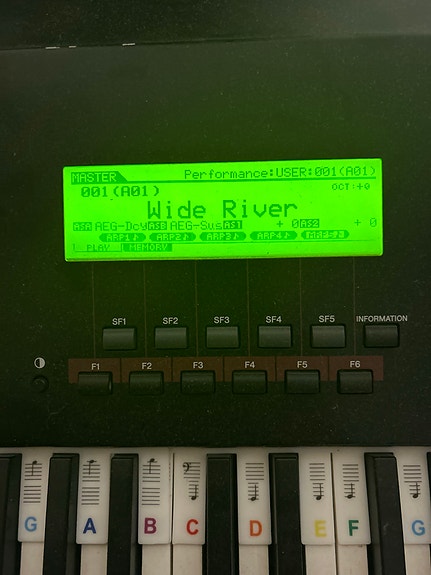 MASTER Performance:USER:001(A01)
001(A01) OCT:+0
Wide River
ASA AEG-Dcy ASB AEG-Sus AS1 + 0 AS2 + 0
ARP1♪ ARP2♪ ARP3♪ ARP4♪
PLAY MEMORY
SF1 SF2 SF3 SF4 SF5 INFORMATION
F1 F2 F3 F4 F5 F6
G A B C D E F G